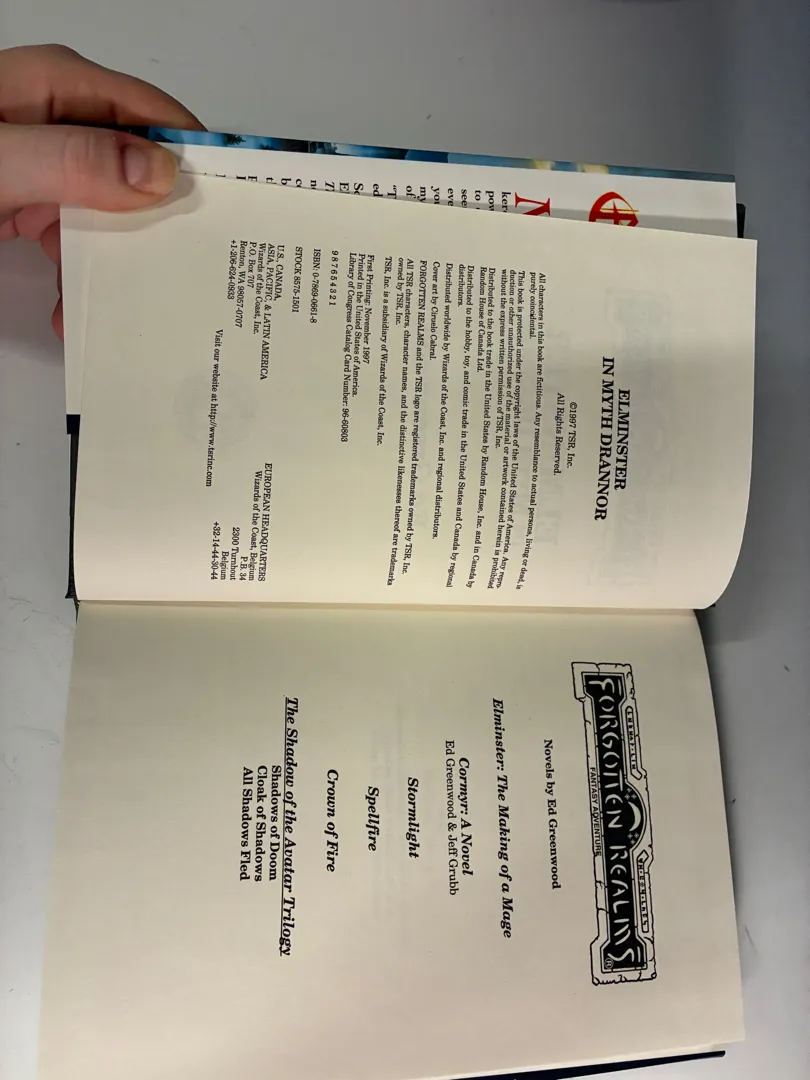 ELMINSTER
IN MYTH DRANNOR
©1997 TSR, Inc.
All Rights Reserved.
All characters in this book are fictitious. Any resemblance to actual persons, living or dead, is
purely coincidental.
This book is protected under the copyright laws of the United States of America. Any repro-
duction or other unauthorized use of the material or artwork contained herein is prohibited
without the express written permission of TSR, Inc.
Distributed to the book trade in the United States by Random House, Inc. and in Canada by
Random House of Canada Ltd.
Distributed to the hobby, toy, and comic trade in the United States and Canada by regional
distributors.
Distributed worldwide by Wizards of the Coast, Inc. and regional distributors.
Cover art by Gruelo Cabral.
FORGOTTEN REALMS and the TSR logo are registered trademarks owned by TSR, Inc.
All TSR characters, character names, and the distinctive likenesses thereof are trademarks
owned by TSR, Inc.
TSR, Inc. is a subsidiary of Wizards of the Coast, Inc.
First Printing: November 1997
Printed in the United States of America.
Library of Congress Catalog Card Number: 96-60803
9 8 7 6 5 4 3 2 1
ISBN: 0-7869-0661-8
STOCK 8575-1501
U.S., CANADA,
ASIA, PACIFIC, & LATIN AMERICA
Wizards of the Coast, Inc.
P.O. Box 707
Renton, WA 98057-0707
+1-206-624-0933
EUROPEAN HEADQUARTERS
Wizards of the Coast, Belgium
P.B. 34
2300 Turnhout
Belgium
+32-14-44-30-44
Visit our website at http://www.tsrinc.com
FORGOTTEN REALMS®
FANTASY ADVENTURE
Novels by Ed Greenwood
Elminster: The Making of a Mage
Cormyr: A Novel
Ed Greenwood & Jeff Grubb
Stormlight
Spellfire
Crown of Fire
The Shadow of the Avatar Trilogy
Shadows of Doom
Cloak of Shadows
All Shadows Fled